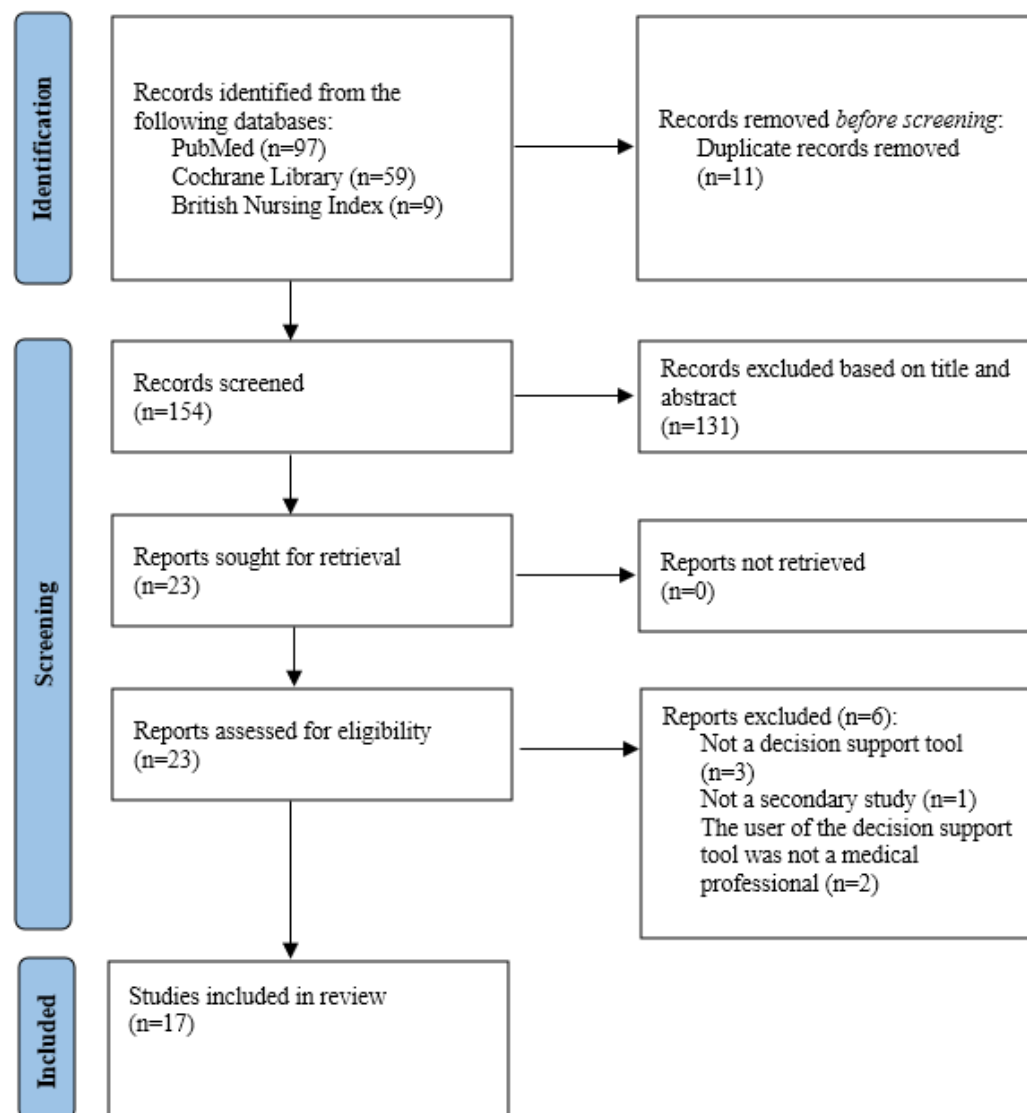 Identification
Records identified from the
following databases:
PubMed (n=97)
Cochrane Library (n=59)
British Nursing Index (n=9)
Records removed before screening:
Duplicate records removed
(n=11)
Screening
Records screened
(n=154)
Records excluded based on title and
abstract
(n=131)
Reports sought for retrieval
(n=23)
Reports not retrieved
(n=0)
Reports assessed for eligibility
(n=23)
Reports excluded (n=6):
Not a decision support tool
(n=3)
Not a secondary study (n=1)
The user of the decision support
tool was not a medical
professional (n=2)
Included
Studies included in review
(n=17)